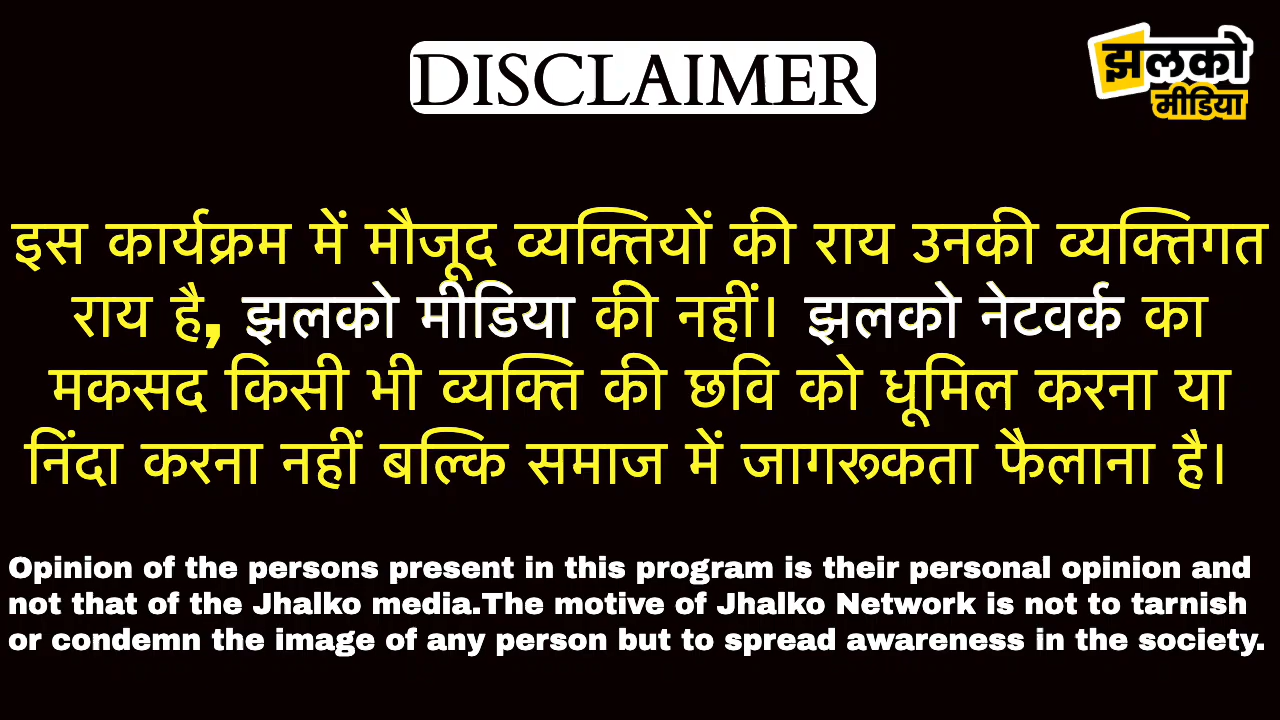 DISCLAIMER
झलको
मीडिया
इस कार्यक्रम में मौजूद व्यक्तियों की राय उनकी व्यक्तिगत
राय है, झलको मीडिया की नहीं। झलको नेटवर्क का
मकसद किसी भी व्यक्ति की छवि को धूमिल करना या
निंदा करना नहीं बल्कि समाज में जागरूकता फैलाना है।
Opinion of the persons present in this program is their personal opinion and
not that of the Jhalko media.The motive of Jhalko Network is not to tarnish
or condemn the image of any person but to spread awareness in the society.